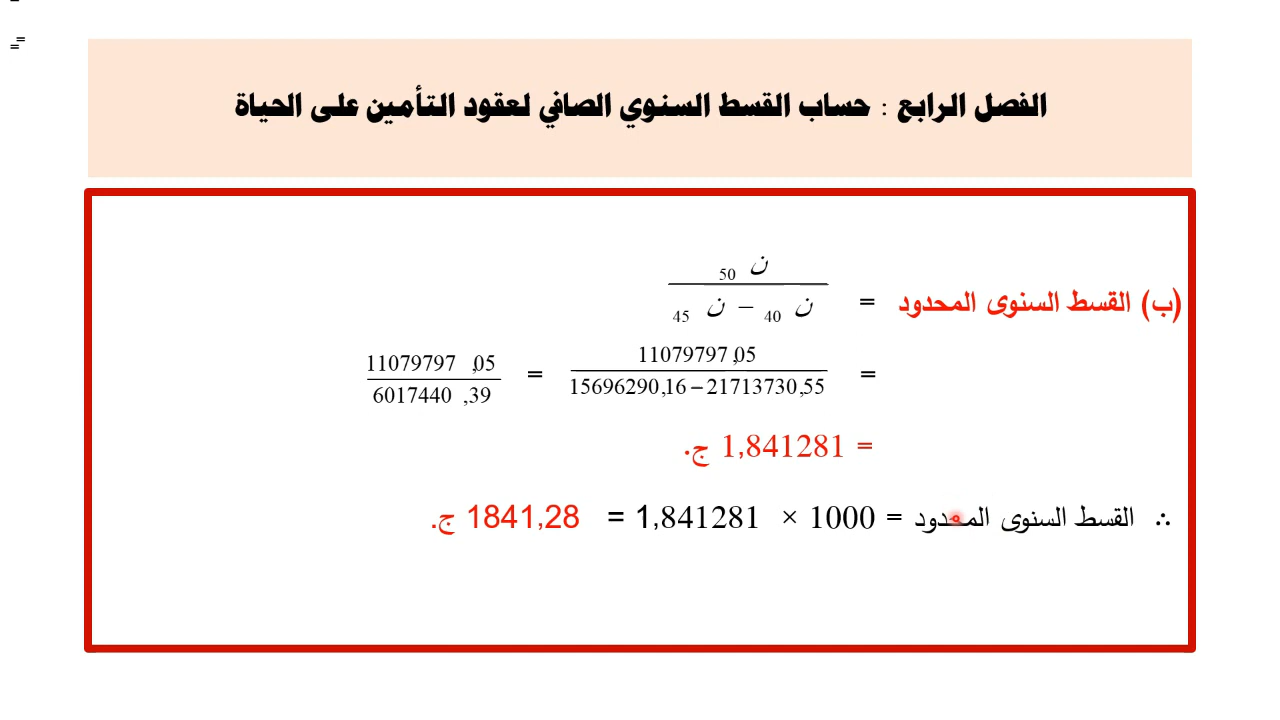 =
= =
الفصل الرابع : حساب القسط السنوي الصافي لعقود التأمين على الحياة
ن 50
(ب) القسط السنوى المحدود =
ن 40 – ن 45
11079797,05 11079797 ,05
= =
15696290,16 – 21713730,55 6017440 ,39
= 1,841281 ج.
∴ القسط السنوى المحدود = 1000 × 1,841281 = 1841,28 ج.